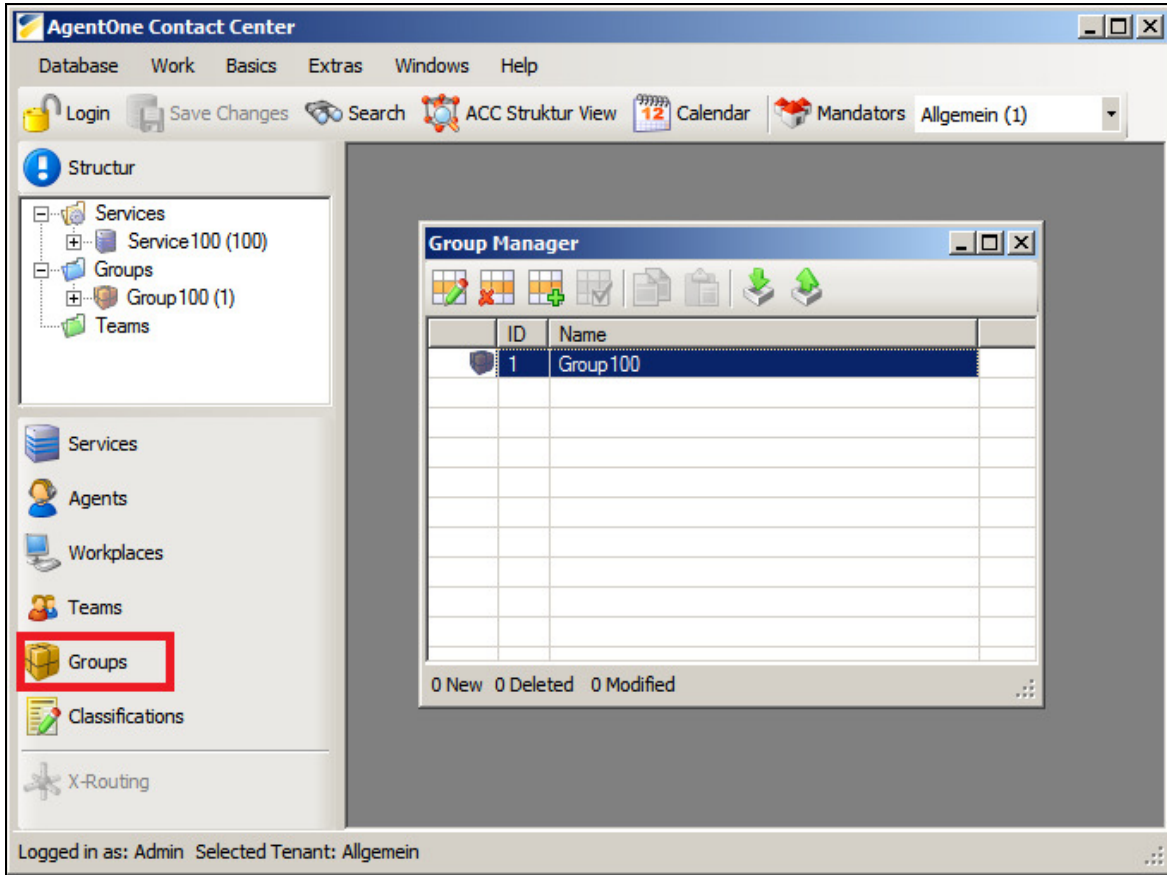 AgentOne Contact Center
Database Work Basics Extras Windows Help
Login Save Changes Search ACC Struktur View 12 Calendar Mandators Allgemein (1)
Structur
Services
Service100 (100)
Groups
Group100 (1)
Teams
Services
Agents
Workplaces
Teams
Groups
Classifications
X-Routing
Group Manager
ID Name
1 Group100
0 New 0 Deleted 0 Modified
Logged in as: Admin Selected Tenant: Allgemein